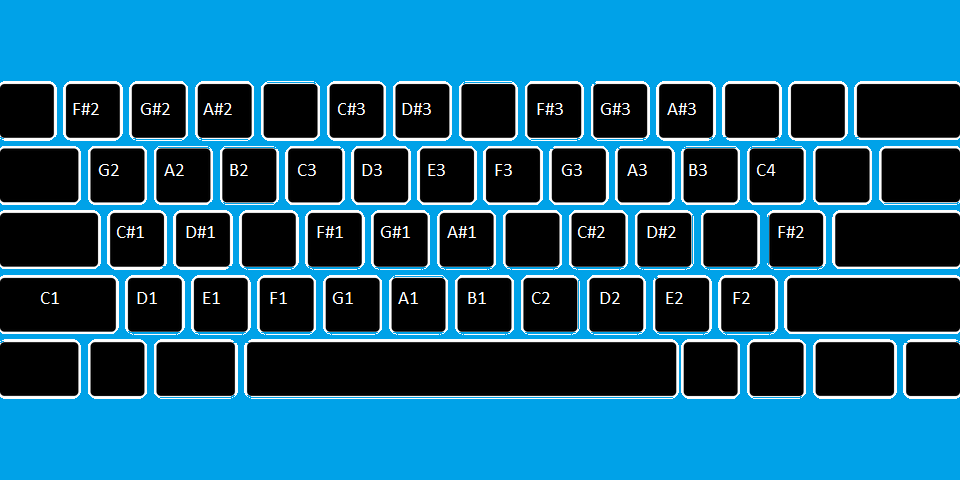 F#2 G#2 A#2 C#3 D#3 F#3 G#3 A#3
G2 A2 B2 C3 D3 E3 F3 G3 A3 B3 C4
C#1 D#1 F#1 G#1 A#1 C#2 D#2 F#2
C1 D1 E1 F1 G1 A1 B1 C2 D2 E2 F2